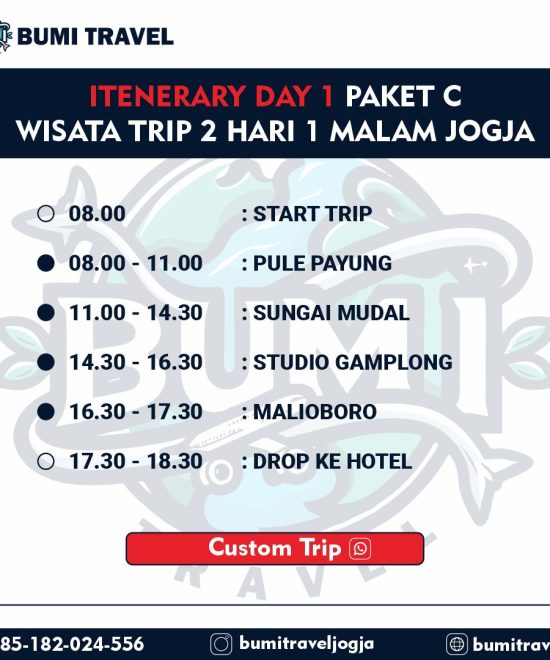 BUMI TRAVEL
ITENERARY DAY 1 PAKET C
WISATA TRIP 2 HARI 1 MALAM JOGJA
08.00 : START TRIP
08.00 - 11.00 : PULE PAYUNG
11.00 - 14.30 : SUNGAI MUDAL
14.30 - 16.30 : STUDIO GAMPLONG
16.30 - 17.30 : MALIOBORO
17.30 - 18.30 : DROP KE HOTEL
BUMI
TRAVEL
Custom Trip
85-182-024-556 bumitraveljogja bumitrav